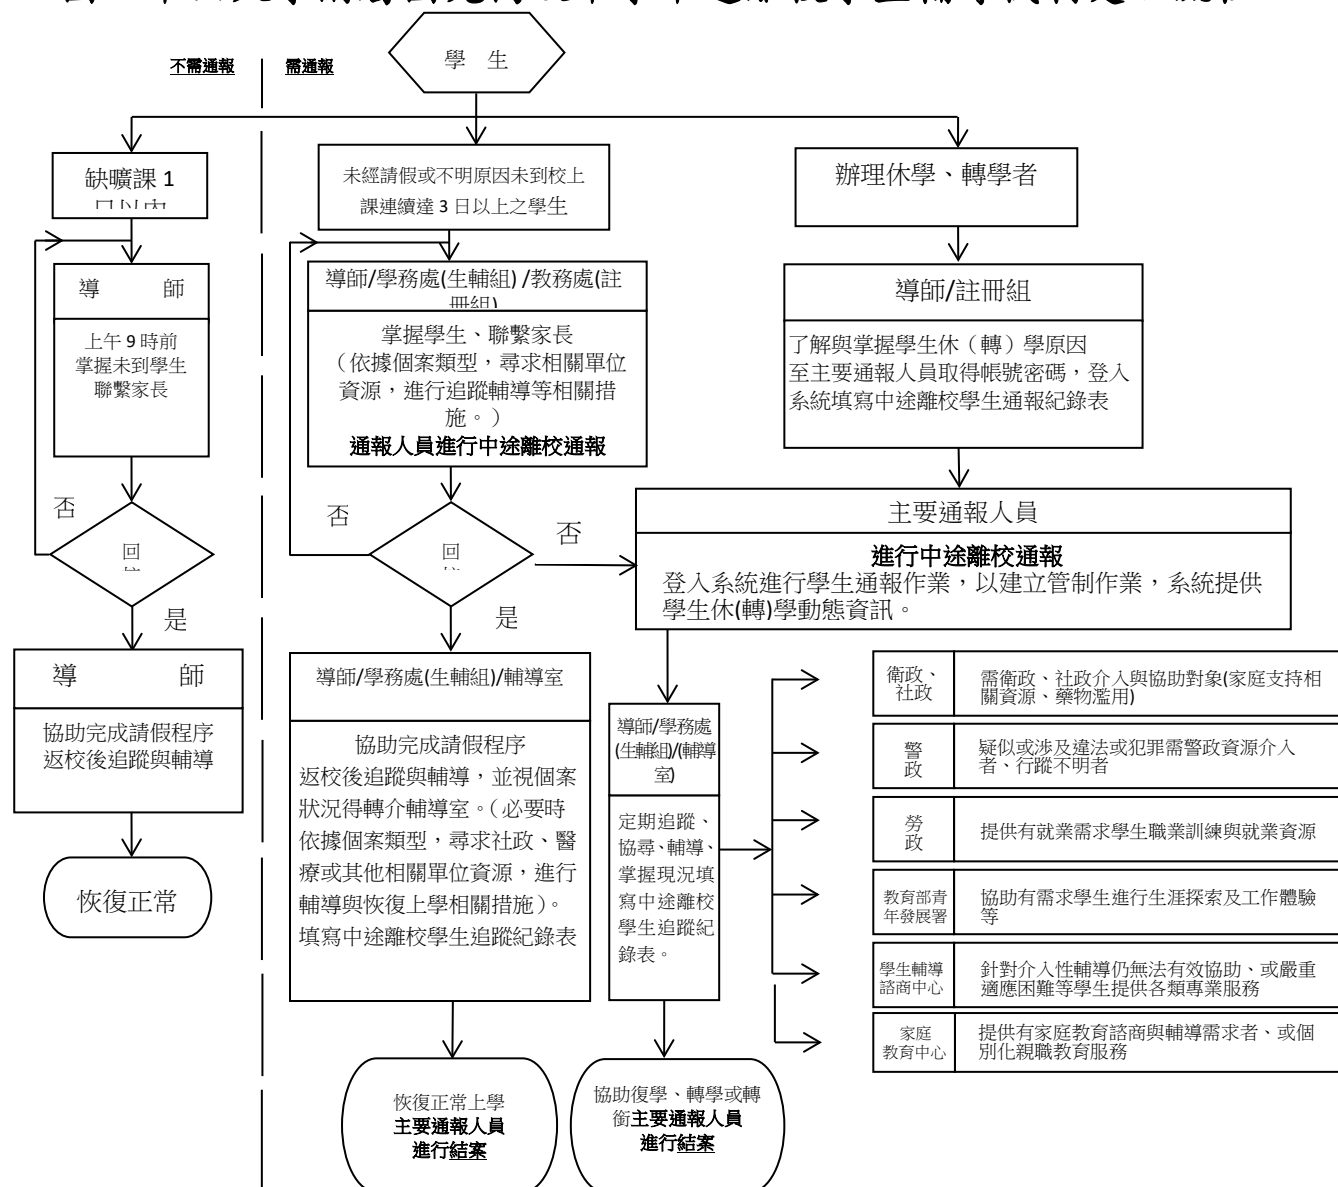 不需通報
需通報
學 生
缺曠課 1
未經請假或不明原因未到校上
課連續達 3 日以上之學生
辦理休學、轉學者
導 師
上午 9 時前
掌握未到學生
聯繫家長
導師/學務處(生輔組) /教務處(註
冊組)
掌握學生、聯繫家長
（依據個案類型，尋求相關單位
資源，進行追蹤輔導等相關措
施。）
通報人員進行中途離校通報
導師/註冊組
了解與掌握學生休（轉）學原因
至主要通報人員取得帳號密碼，登入
系統填寫中途離校學生通報紀錄表
否
回
是
否
回
否
是
主要通報人員
進行中途離校通報
登入系統進行學生通報作業，以建立管制作業，系統提供
學生休(轉)學動態資訊。
導 師
協助完成請假程序
返校後追蹤與輔導
恢復正常
導師/學務處(生輔組)/輔導室
協助完成請假程序
返校後追蹤與輔導，並視個案
狀況得轉介輔導室。（必要時
依據個案類型，尋求社政、醫
療或其他相關單位資源，進行
輔導與恢復上學相關措施）。
填寫中途離校學生追蹤紀錄表
恢復正常上學
主要通報人員
進行結案
導師/學務處
(生輔組)/(輔導
室)
定期追蹤、
協尋、輔導、
掌握現況填
寫中途離校
學生追蹤紀
錄表。
協助復學、轉學或轉
銜主要通報人員
進行結案
衛政、
社政
需衛政、社政介入與協助對象(家庭支持相
關資源、藥物濫用)
警
政
疑似或涉及違法或犯罪需警政資源介入
者、行蹤不明者
勞
政
提供有就業需求學生職業訓練與就業資源
教育部青
年發展署
協助有需求學生進行生涯探索及工作體驗
等
學生輔導
諮商中心
針對介入性輔導仍無法有效協助、或嚴重
適應困難等學生提供各類專業服務
家庭
教育中心
提供有家庭教育諮商與輔導需求者、或個
別化親職教育服務